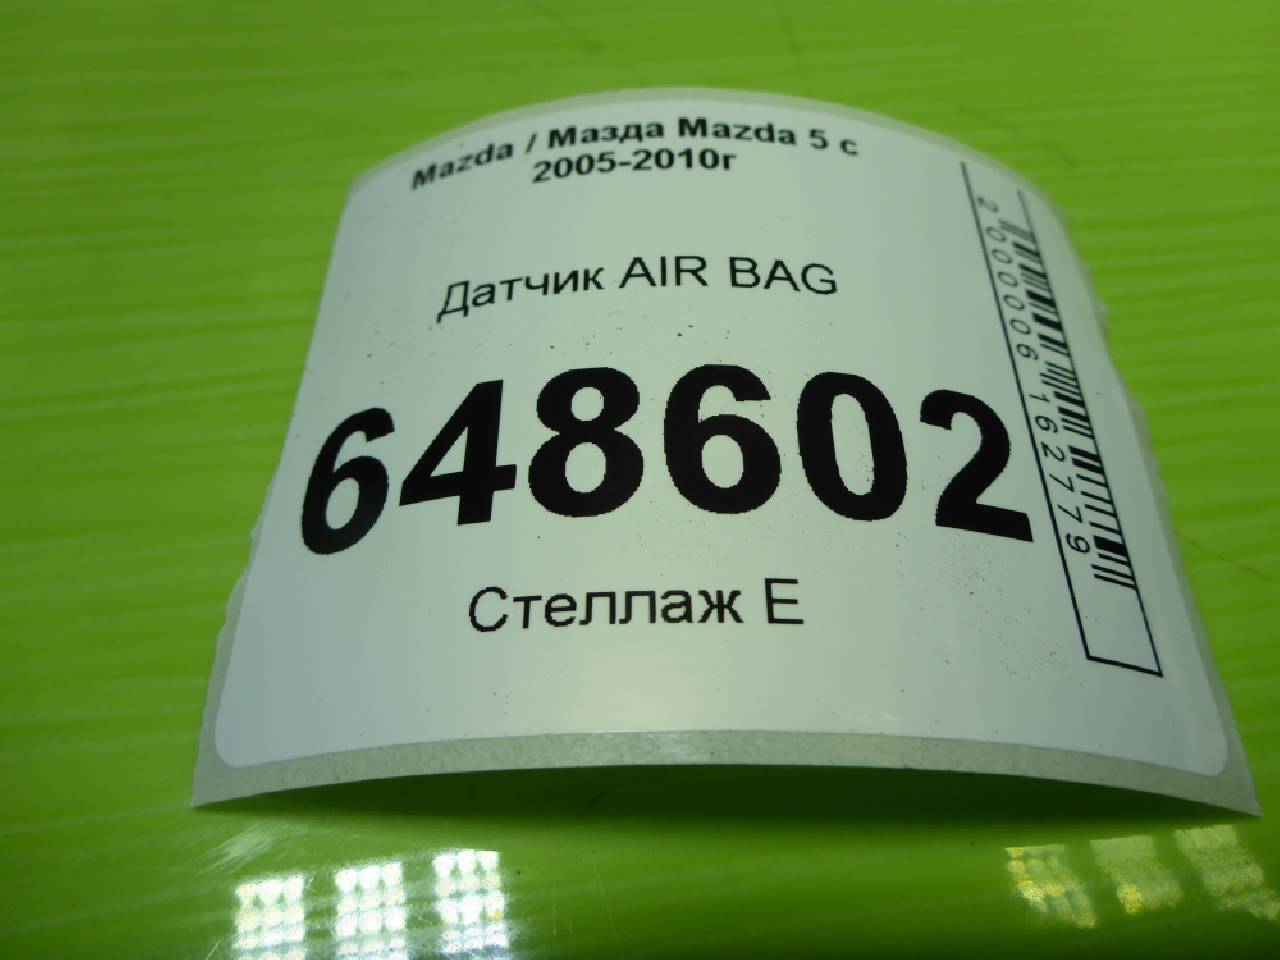 Mazda / Мазда Mazda 5 с
2005-2010г
Датчик AIR BAG
648602
Стеллаж Е
2000006162779